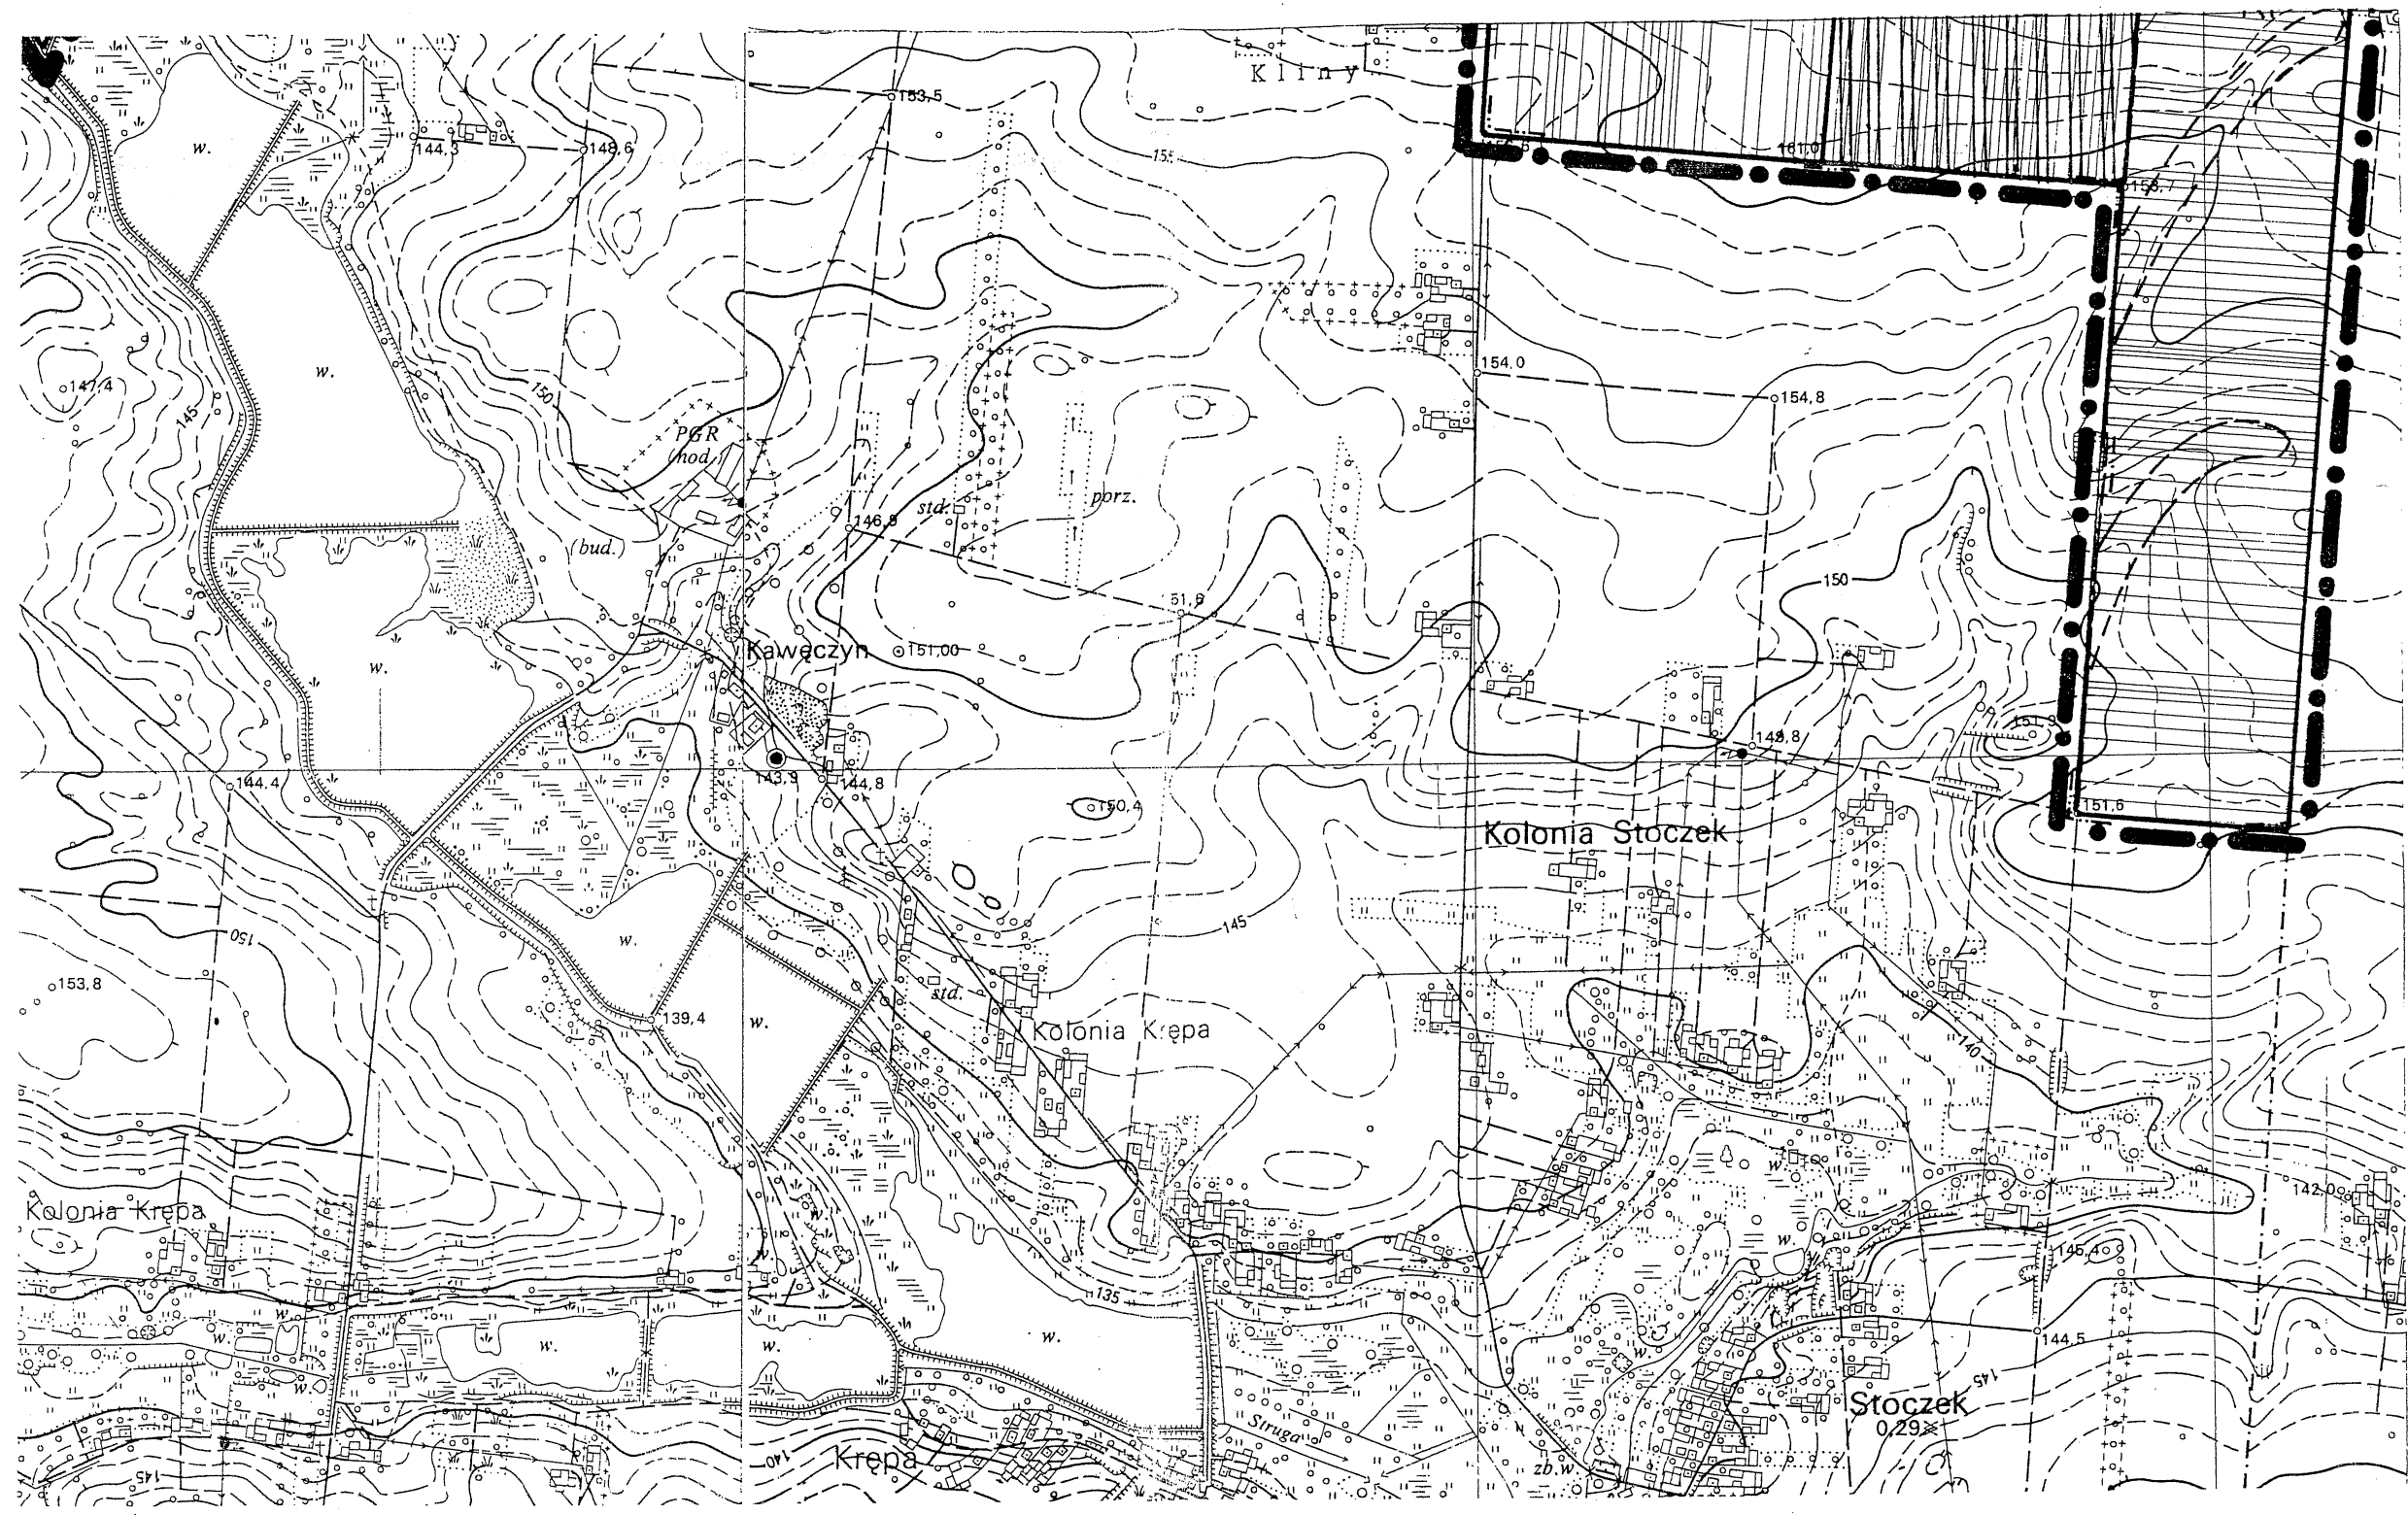 Kliny
153,5
w.
144,3
148,6
155
161,0
w.
147,4
145
150
154,0
154,8
PGR
(hod.)
porz.
std.
146,9
(bud.)
150
51,6
w.
Kawęczyn
151,00
151,3
149,8
144,4
143,9
144,8
150,4
151,6
Kolonia Stoczek
150
145
w.
153,8
std.
139,4
w.
Kolonia Krępa
140
w.
142,0
Kolonia Krępa
w.
w.
w.
145,4
135
w.
w.
w.
w.
w.
144,5
w.
w.
145
Stoczek
0.29
Struga
Krępa
140
145
zb.w